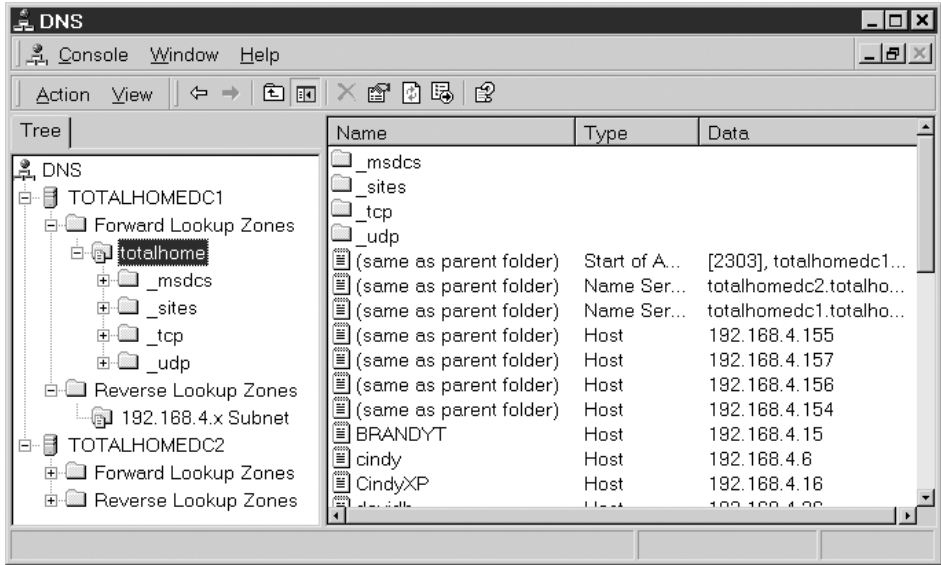 DNS
Console Window Help
Action View
Tree
DNS
TOTALHOMEDC1
Forward Lookup Zones
totalhome
_msdcs
_sites
_tcp
_udp
Reverse Lookup Zones
192.168.4.x Subnet
TOTALHOMEDC2
Forward Lookup Zones
Reverse Lookup Zones
Name Type Data
_msdcs
_sites
_tcp
_udp
(same as parent folder) Start of A... [2303], totalhomedc1...
(same as parent folder) Name Ser... totalhomedc2.totalho...
(same as parent folder) Name Ser... totalhomedc1.totalho...
(same as parent folder) Host 192.168.4.155
(same as parent folder) Host 192.168.4.157
(same as parent folder) Host 192.168.4.156
(same as parent folder) Host 192.168.4.154
BRANDYT Host 192.168.4.15
cindy Host 192.168.4.6
CindyXP Host 192.168.4.16